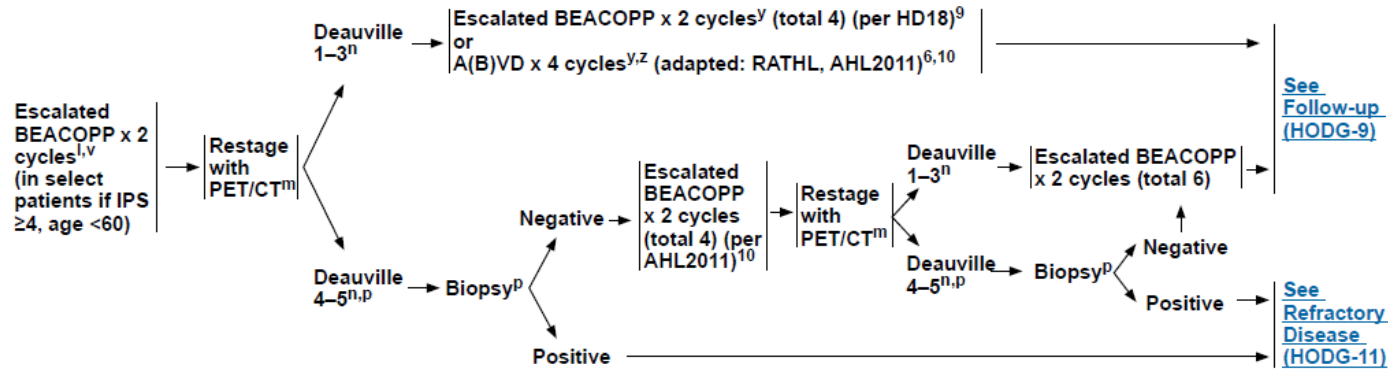 Escalated
BEACOPP x 2
cyclesl,v
(in select
patients if IPS
≥4, age <60)
Restage
with
PET/CTm
Deauville
1–3n
Escalated BEACOPP x 2 cyclesy (total 4) (per HD18)9
or
A(B)VD x 4 cyclesy,z (adapted: RATHL, AHL2011)6,10
Deauville
4–5n,p
Biopsyp
Negative
Positive
Escalated
BEACOPP
x 2 cycles
(total 4) (per
AHL2011)10
Restage
with
PET/CTm
Deauville
1–3n
Escalated BEACOPP
x 2 cycles (total 6)
Deauville
4–5n,p
Biopsyp
Negative
Positive
See
Follow-up
(HODG-9)
See
Refractory
Disease
(HODG-11)